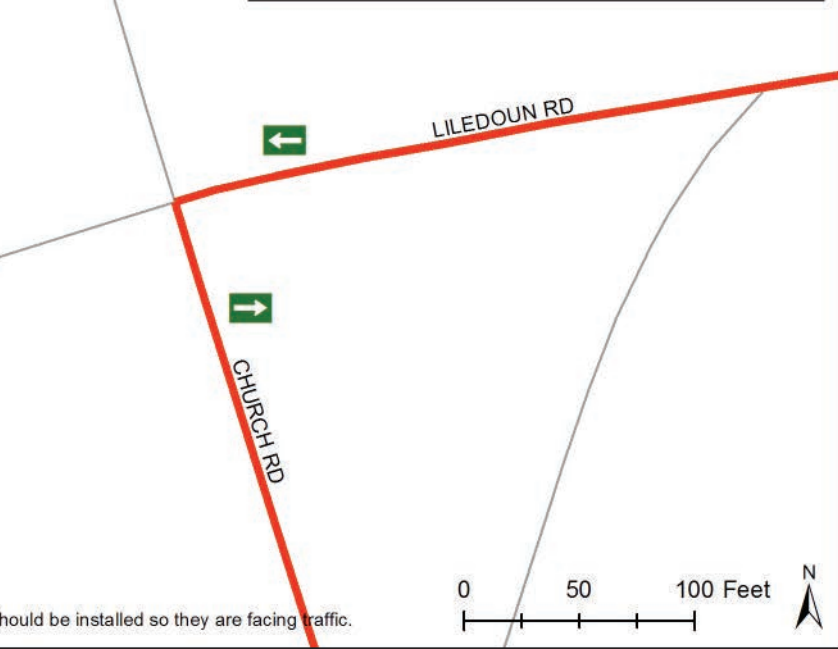 LILEDOUN RD
CHURCH RD
N
0 50 100 Feet
hould be installed so they are facing traffic.